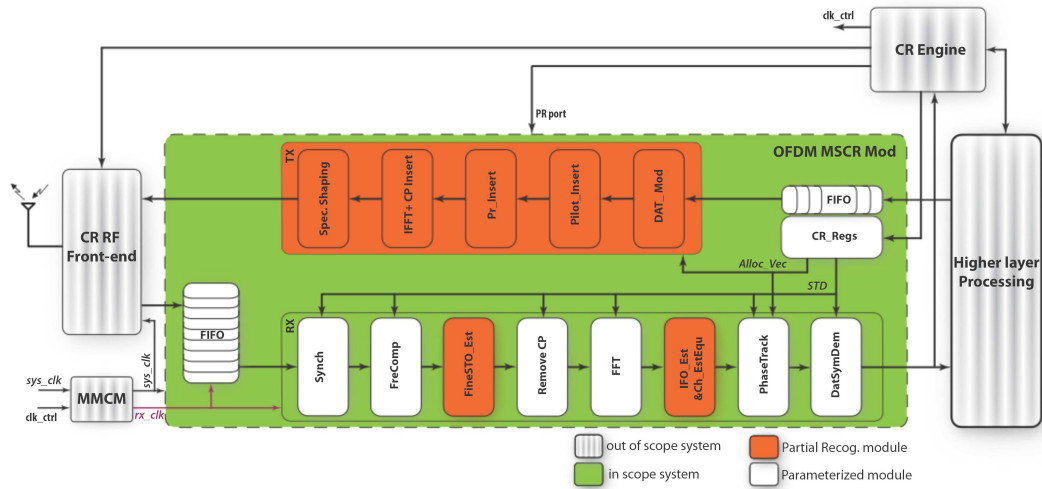 clk_ctrl
CR Engine
PR port
OFDM MSCR Mod
TX
Spec. Shaping
IFFT+ CP Insert
Pr_Insert
Pilot_Insert
DAT_Mod
FIFO
CR_Regs
CR RF
Front-end
Higher layer
Processing
Alloc_Vec
STD
FIFO
RX
Synch
FreComp
FineSTO_Est
Remove CP
FFT
IFO_Est
&Ch_EstEqu
PhaseTrack
DatSymDem
sys_clk
sys_clk
MMCM
clk_ctrl
rx_clk
out of scope system
Partial Recog. module
in scope system
Parameterized module